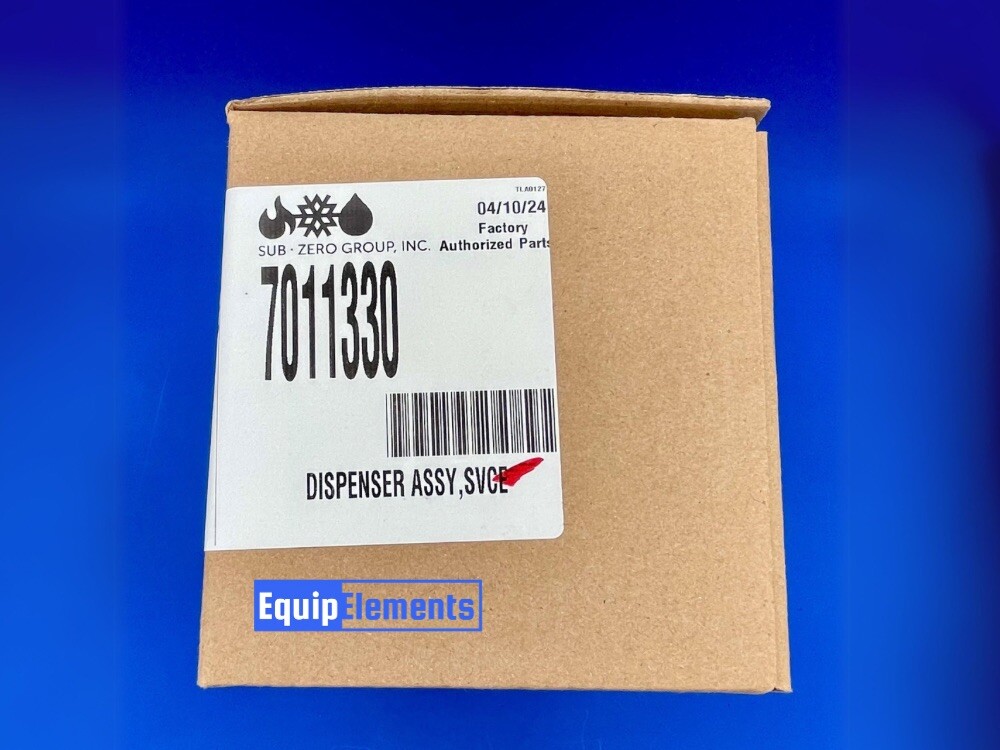 TLA0127
04/10/24
Factory
Authorized Parts
SUB · ZERO GROUP, INC.
7011330
DISPENSER ASSY,SVCE
EquipElements